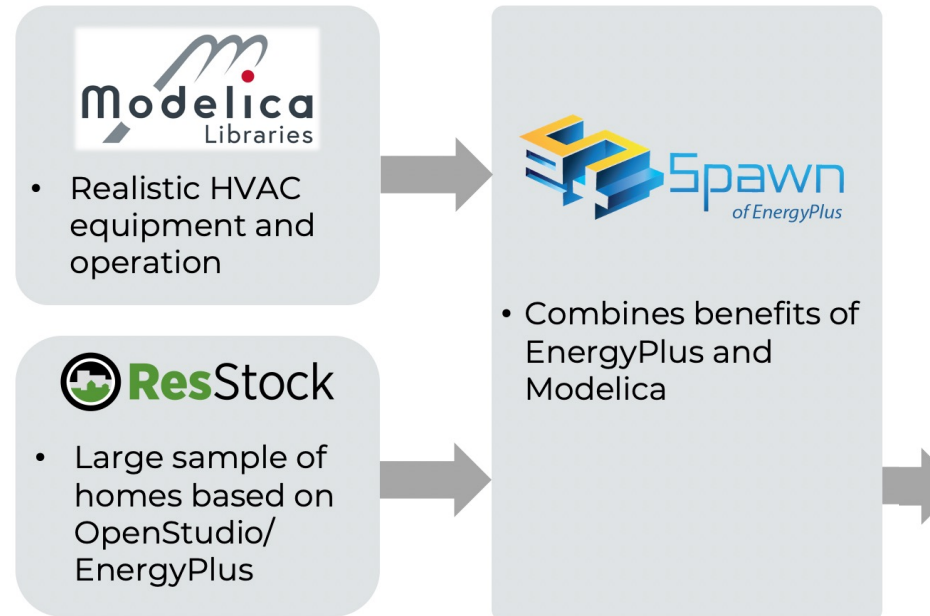 Modelica
Libraries
• Realistic HVAC
equipment and
operation
ResStock
• Large sample of
homes based on
OpenStudio/
EnergyPlus
Spawn
of EnergyPlus
• Combines benefits of
EnergyPlus and
Modelica